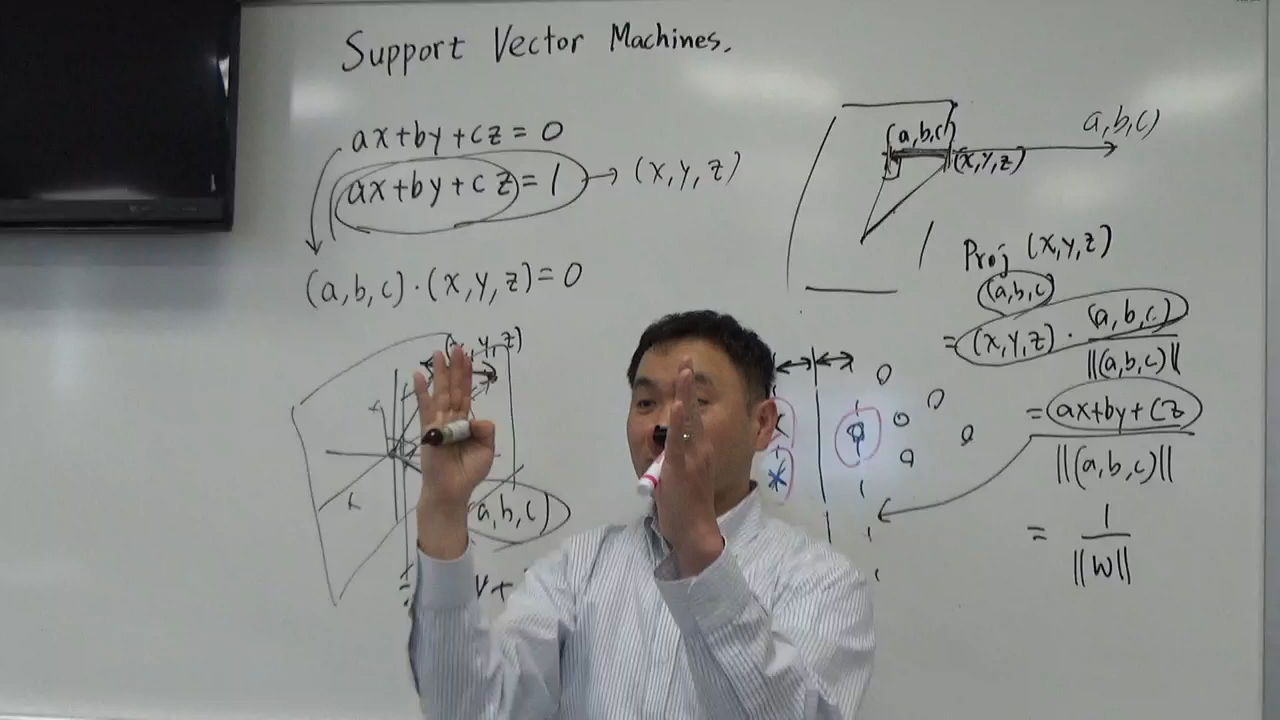 Support Vector Machines.
ax+by+cz=0
ax+by+cz=1 → (x,y,z)
(a,b,c)·(x,y,z)=0
y,z)
a,b,c)
(a,b,c)
a,b,c)
(x,y,z)
Proj (x,y,z)
(a,b,c)
= (x,y,z) · (a,b,c)
||(a,b,c)||
= ax+by+cz
||(a,b,c)||
= 1
||w||